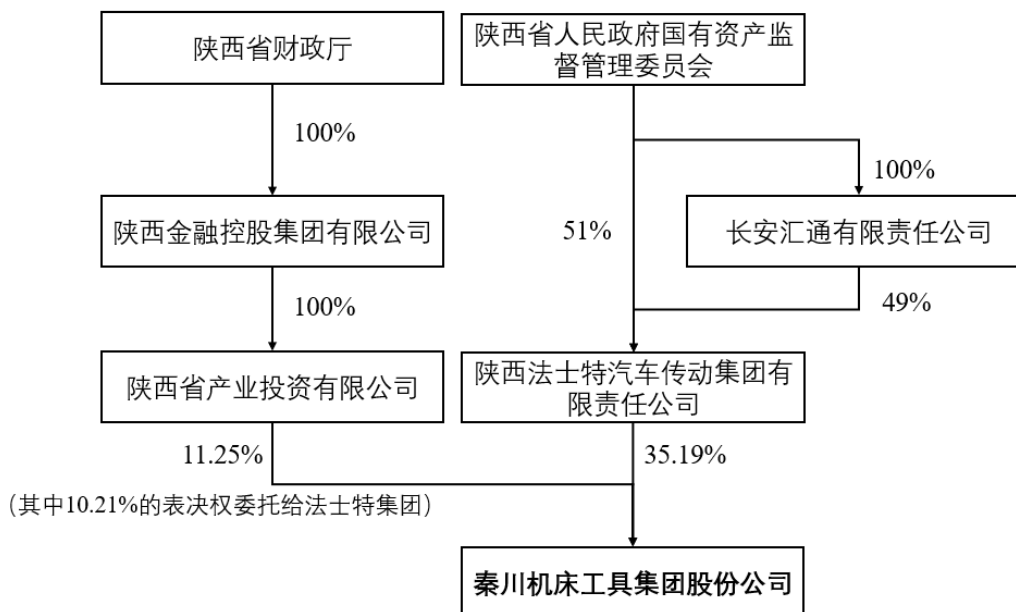 陕西省财政厅
陕西省人民政府国有资产监
督管理委员会
100%
100%
陕西金融控股集团有限公司
51%
长安汇通有限责任公司
100%
49%
陕西省产业投资有限公司
陕西法士特汽车传动集团有
限责任公司
11.25%
35.19%
（其中10.21%的表决权委托给法士特集团）
秦川机床工具集团股份公司